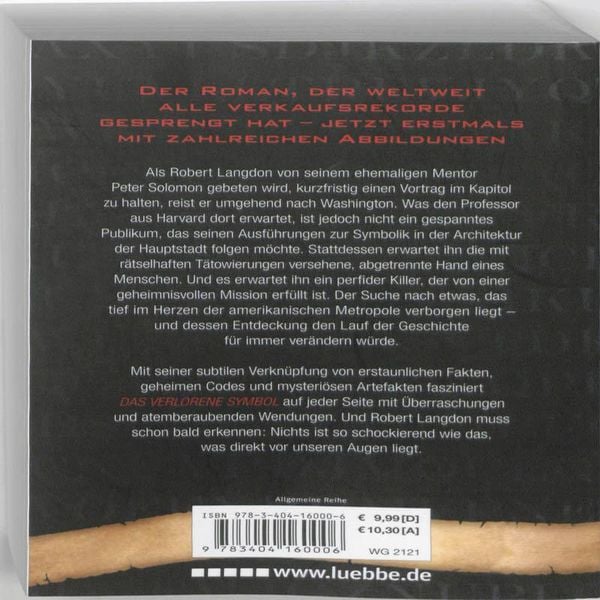 DER ROMAN, DER WELTWEIT
ALLE VERKAUFSREKORDE
GESPRENGT HAT – JETZT ERSTMALS
MIT ZAHLREICHEN ABBILDUNGEN
Als Robert Langdon von seinem ehemaligen Mentor
Peter Solomon gebeten wird, kurzfristig einen Vortrag im Kapitol
zu halten, reist er umgehend nach Washington. Was den Professor
aus Harvard dort erwartet, ist jedoch nicht ein gespanntes
Publikum, das seinen Ausführungen zur Symbolik in der Architektur
der Hauptstadt folgen möchte. Stattdessen erwartet ihn die mit
rätselhaften Tätowierungen versehene, abgetrennte Hand eines
Menschen. Und es erwartet ihn ein perfider Killer, der von einer
geheimnisvollen Mission erfüllt ist. Der Suche nach etwas, das
tief im Herzen der amerikanischen Metropole verborgen liegt –
und dessen Entdeckung den Lauf der Geschichte
für immer verändern würde.
Mit seiner subtilen Verknüpfung von erstaunlichen Fakten,
geheimen Codes und mysteriösen Artefakten fasziniert
DAS VERLORENE SYMBOL auf jeder Seite mit Überraschungen
und atemberaubenden Wendungen. Und Robert Langdon muss
schon bald erkennen: Nichts ist so schockierend wie das,
was direkt vor unseren Augen liegt.
Allgemeine Reihe
ISBN 978-3-404-16000-6
€ 9,99 [D]
€ 10,30 [A]
9 783404 160006
WG 2121
www.luebbe.de